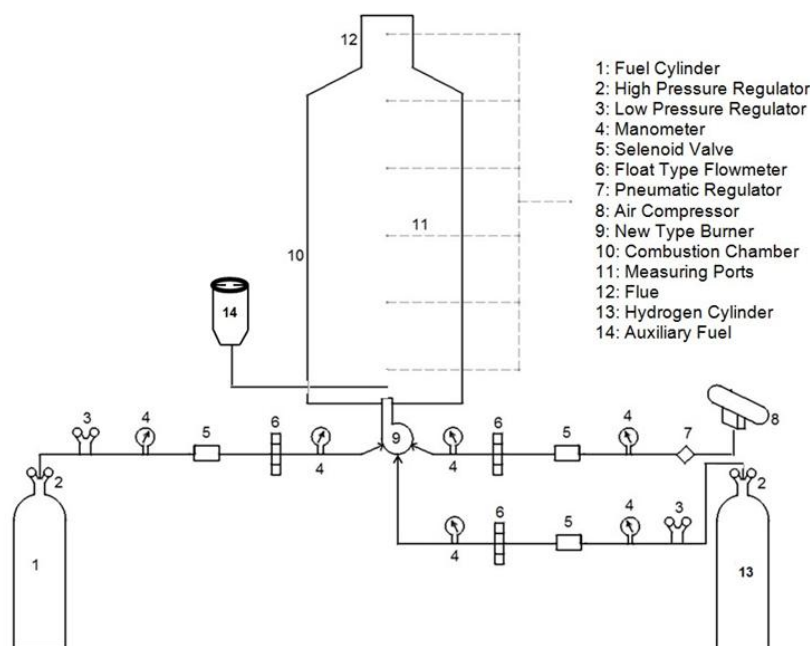 12
1: Fuel Cylinder
2: High Pressure Regulator
3: Low Pressure Regulator
4: Manometer
5: Selenoid Valve
6: Float Type Flowmeter
7: Pneumatic Regulator
8: Air Compressor
9: New Type Burner
10: Combustion Chamber
11: Measuring Ports
12: Flue
13: Hydrogen Cylinder
14: Auxiliary Fuel
11
10
14
3 4 5 6 4 9 4 6 5 4 7 8
2 2
4 6 5 4 3
1 13